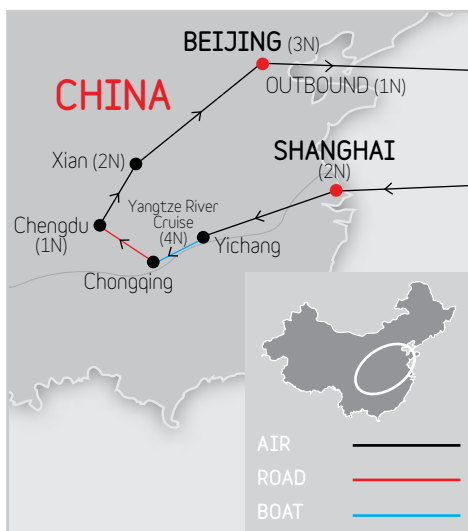 BEIJING (3N)
OUTBOUND (1N)
CHINA
SHANGHAI
(2N)
Xian (2N)
Yangtze River
Cruise
(4N)
Chengdu
(1N)
Yichang
Chongqing
AIR
ROAD
BOAT